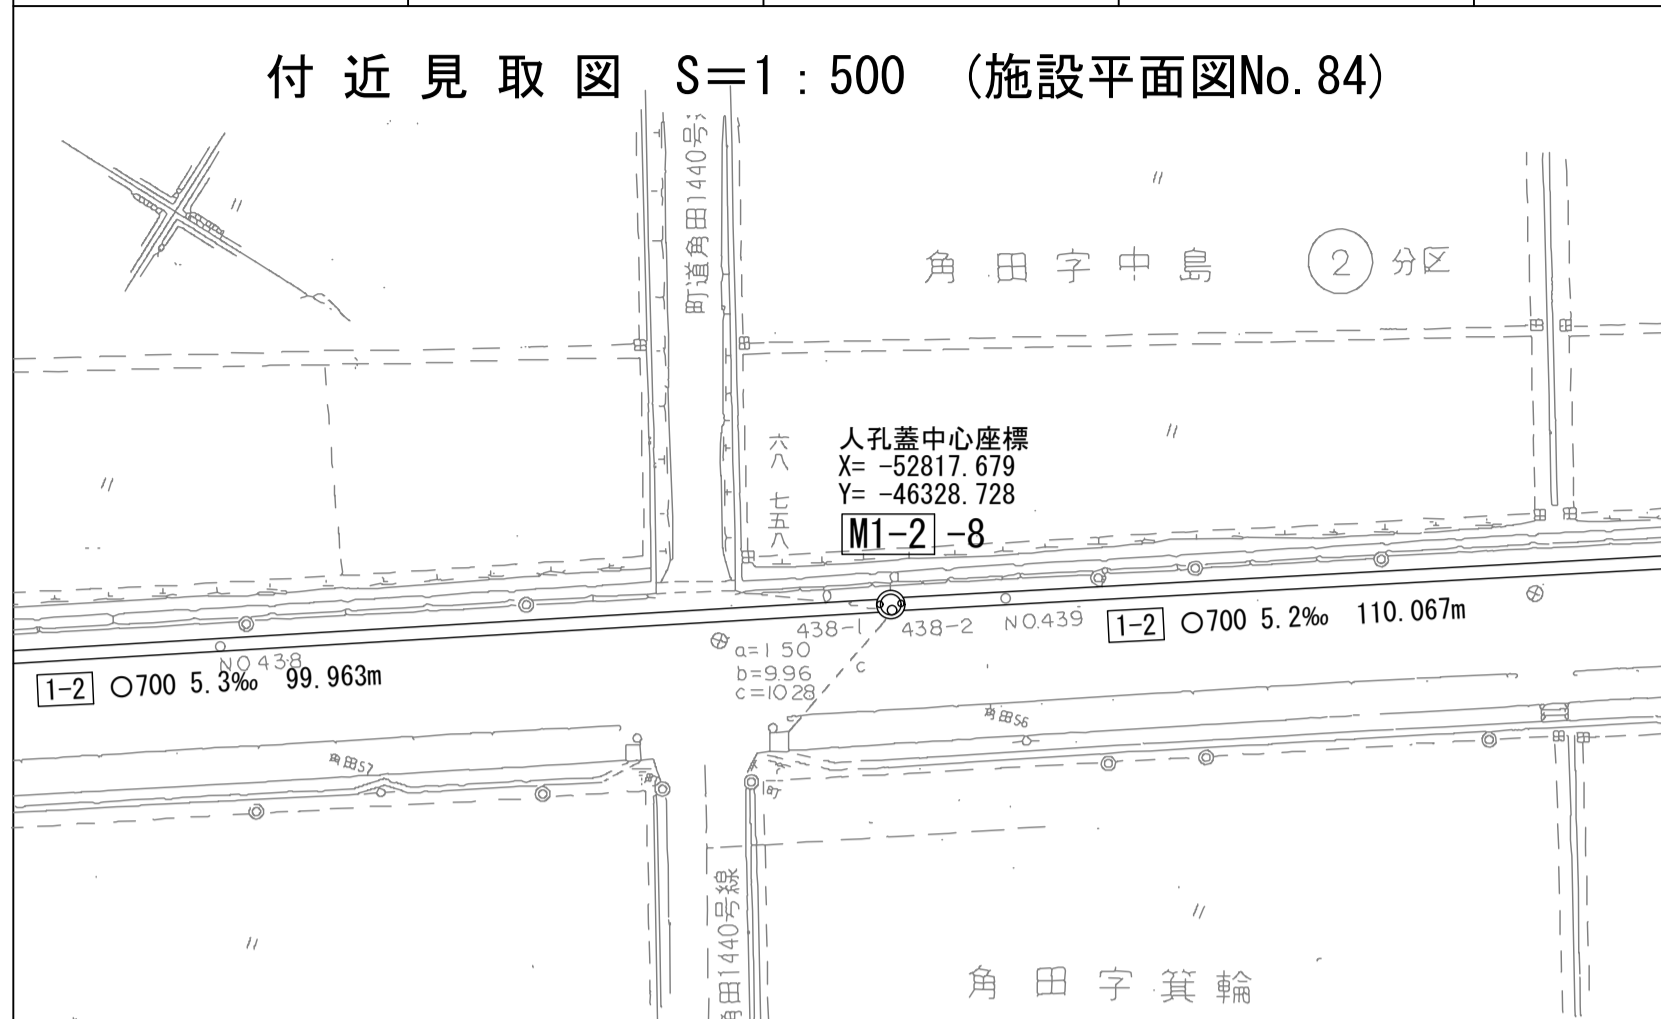 付近見取図 S=1:500 (施設平面図No.84)
町道角田1440号
角田字中島 ② 分区
六八七五八
人孔蓋中心座標
X= -52817.679
Y= -46328.728
M1-2 -8
438-1
438-2
NO.439
1-2 ○700 5.2‰ 110.067m
NO.438
1-2 ○700 5.3‰ 99.963m
a=1.50
b=9.96
c=10.28
c
c
角田56
角田57
町
角田1440号線
角田字箕輪